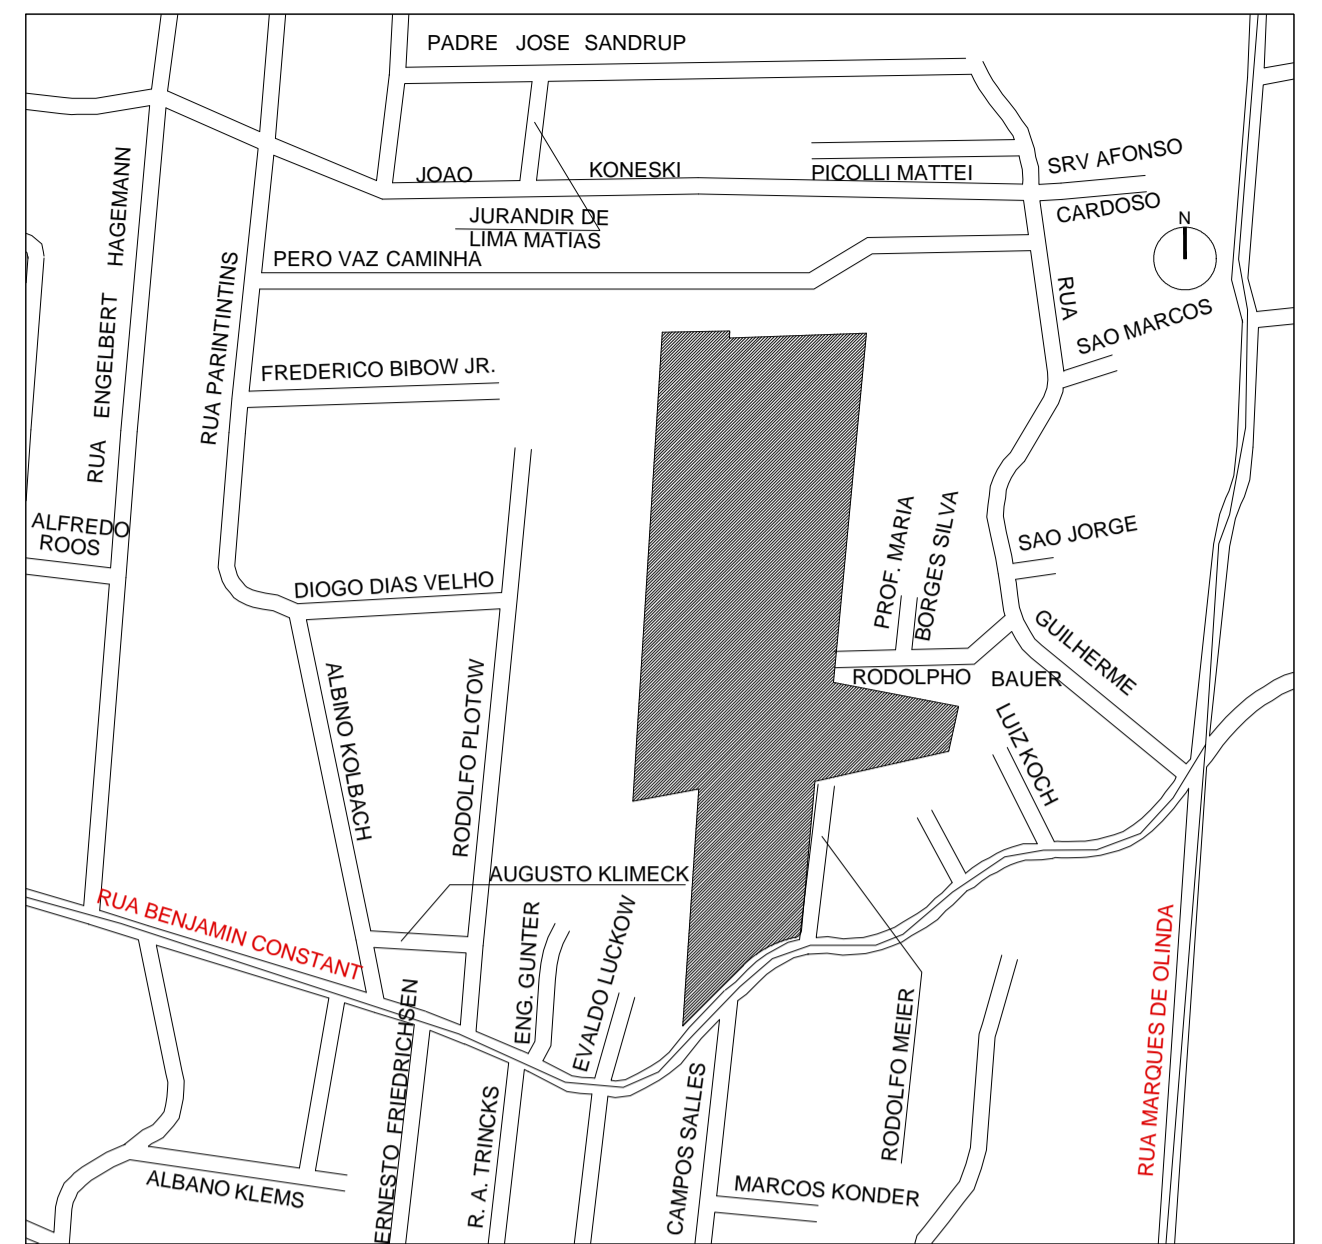 PADRE JOSE SANDRUP
SRV AFONSO
CARDOSO
JOAO KONESKI
PICOLLI MATTEI
JURANDIR DE
LIMA MATIAS
N
PERO VAZ CAMINHA
RUA ENGELBERT HAGEMANN
RUA PARINTINTINS
RUA
SAO MARCOS
FREDERICO BIBOW JR.
ALFREDO
ROOS
SAO JORGE
PROF. MARIA
BORGES SILVA
DIOGO DIAS VELHO
GUILHERME
RODOLPHO BAUER
ALBINO KOLBACH
RODOLFO PLOTOW
LUIZ KOCH
AUGUSTO KLIMECK
RUA BENJAMIN CONSTANT
ENG. GUNTER
EVALDO LUCKOW
RUA MARQUES DE OLINDA
ERNESTO FRIEDRICHSEN
R. A. TRINCKS
CAMPOS SALLES
RODOLFO MEIER
ALBANO KLEMS
MARCOS KONDER